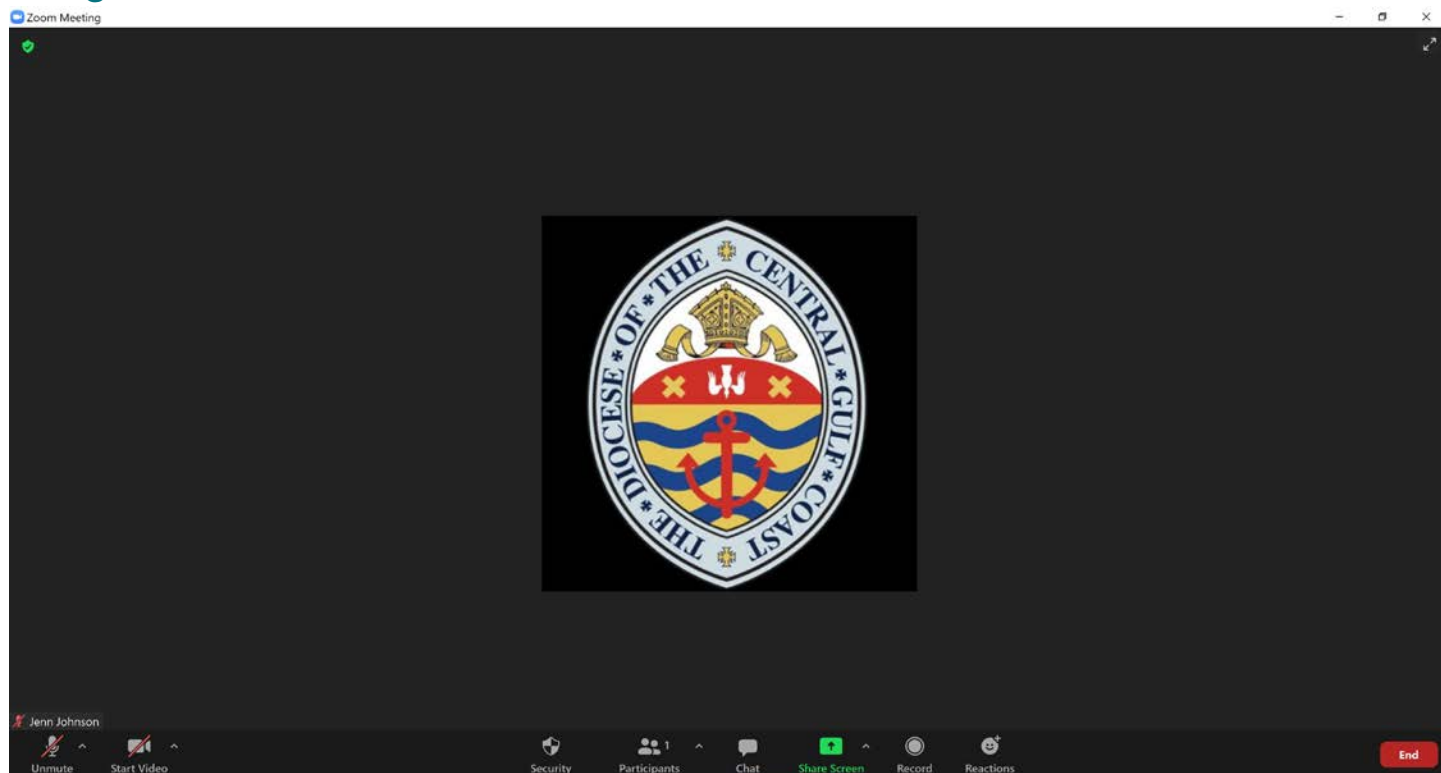 Zoom Meeting
THE DIOCESE OF THE CENTRAL GULF COAST
Jenn Johnson
Unmute
Start Video
Security
Participants
1
Chat
Share Screen
Record
Reactions
End